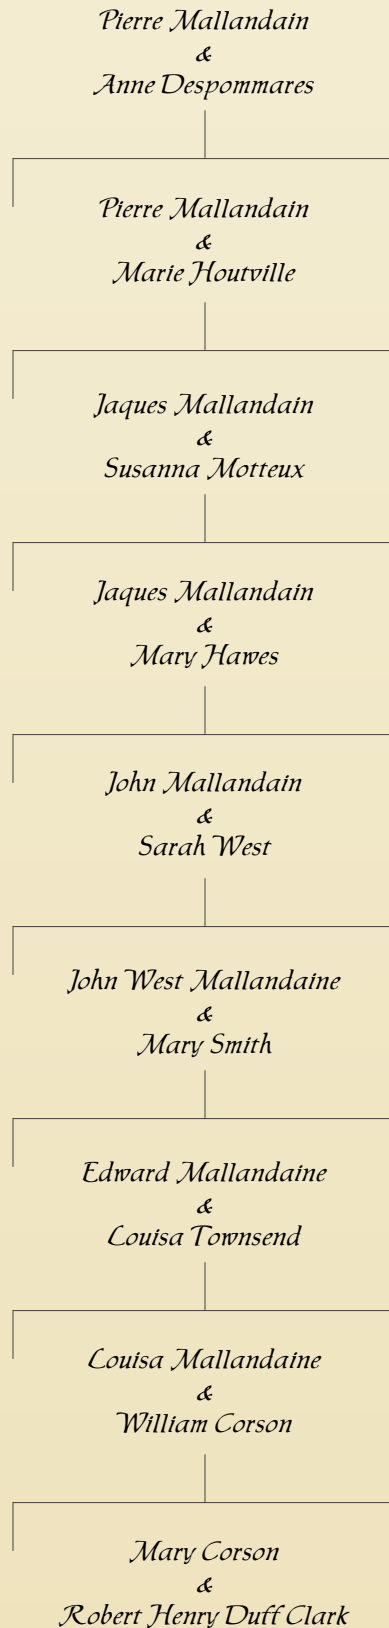 Pierre Mallandain
&
Anne Despommares
Pierre Mallandain
&
Marie Houtville
Jaques Mallandain
&
Susanna Motteux
Jaques Mallandain
&
Mary Hawes
John Mallandain
&
Sarah West
John West Mallandaine
&
Mary Smith
Edward Mallandaine
&
Louisa Townsend
Louisa Mallandaine
&
William Corson
Mary Corson
&
Robert Henry Duff Clark